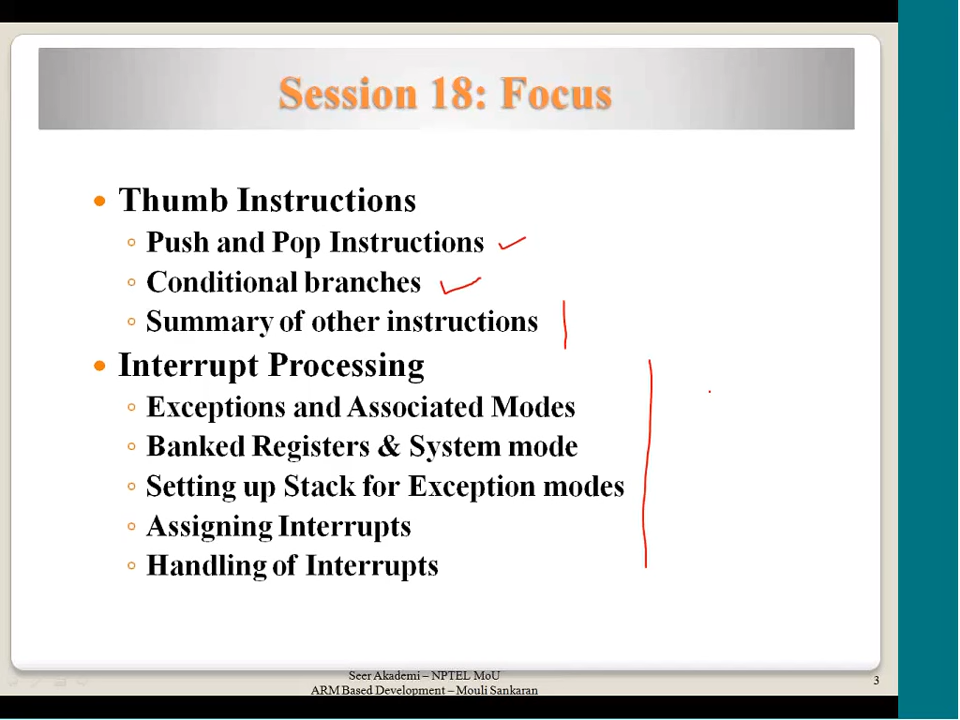 Session 18: Focus
• Thumb Instructions
◦ Push and Pop Instructions
◦ Conditional branches
◦ Summary of other instructions
• Interrupt Processing
◦ Exceptions and Associated Modes
◦ Banked Registers & System mode
◦ Setting up Stack for Exception modes
◦ Assigning Interrupts
◦ Handling of Interrupts
Seer Akademi – NPTEL MoU
ARM Based Development – Mouli Sankaran
3